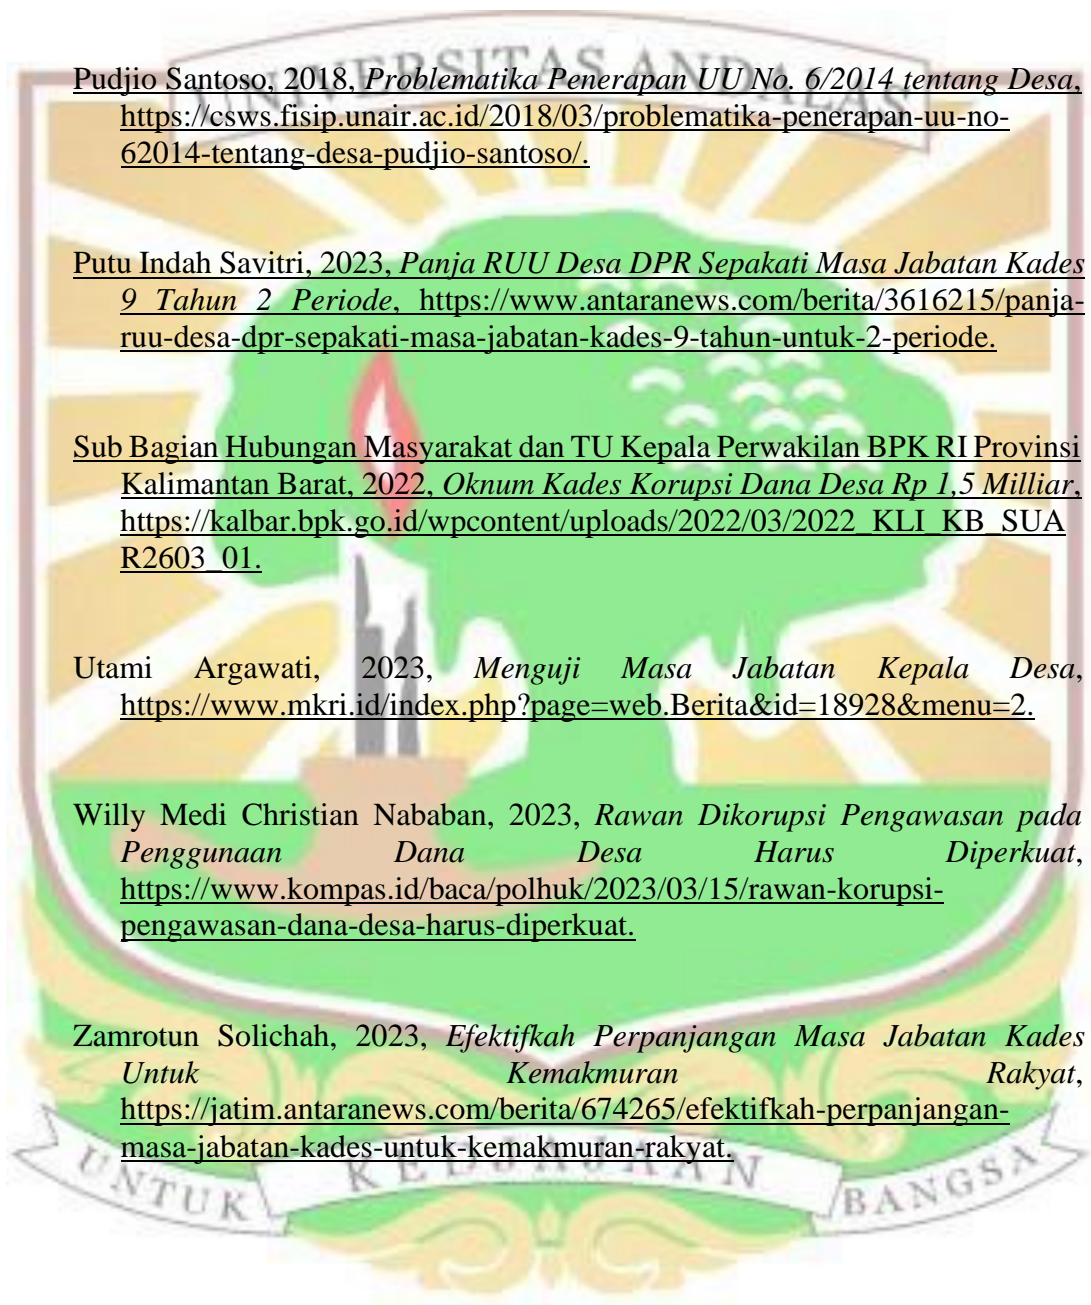 UNIVERSITAS ANDALAS
Pudjio Santoso, 2018, Problematika Penerapan UU No. 6/2014 tentang Desa,
https://csws.fisip.unair.ac.id/2018/03/problematika-penerapan-uu-no-
62014-tentang-desa-pudjio-santoso/.
Putu Indah Savitri, 2023, Panja RUU Desa DPR Sepakati Masa Jabatan Kades
9 Tahun 2 Periode, https://www.antaranews.com/berita/3616215/panja-
ruu-desa-dpr-sepakati-masa-jabatan-kades-9-tahun-untuk-2-periode.
Sub Bagian Hubungan Masyarakat dan TU Kepala Perwakilan BPK RI Provinsi
Kalimantan Barat, 2022, Oknum Kades Korupsi Dana Desa Rp 1,5 Milliar,
https://kalbar.bpk.go.id/wpcontent/uploads/2022/03/2022_KLI_KB_SUA
R2603_01.
Utami Argawati, 2023, Menguji Masa Jabatan Kepala Desa,
https://www.mkri.id/index.php?page=web.Berita&id=18928&menu=2.
Willy Medi Christian Nababan, 2023, Rawan Dikorupsi Pengawasan pada
Penggunaan Dana Desa Harus Diperkuat,
https://www.kompas.id/baca/polhuk/2023/03/15/rawan-korupsi-
pengawasan-dana-desa-harus-diperkuat.
Zamrotun Solichah, 2023, Efektifkah Perpanjangan Masa Jabatan Kades
Untuk Kemakmuran Rakyat,
https://jatim.antaranews.com/berita/674265/efektifkah-perpanjangan-
masa-jabatan-kades-untuk-kemakmuran-rakyat.
UNTUK KEDJAJAAN BANGSA